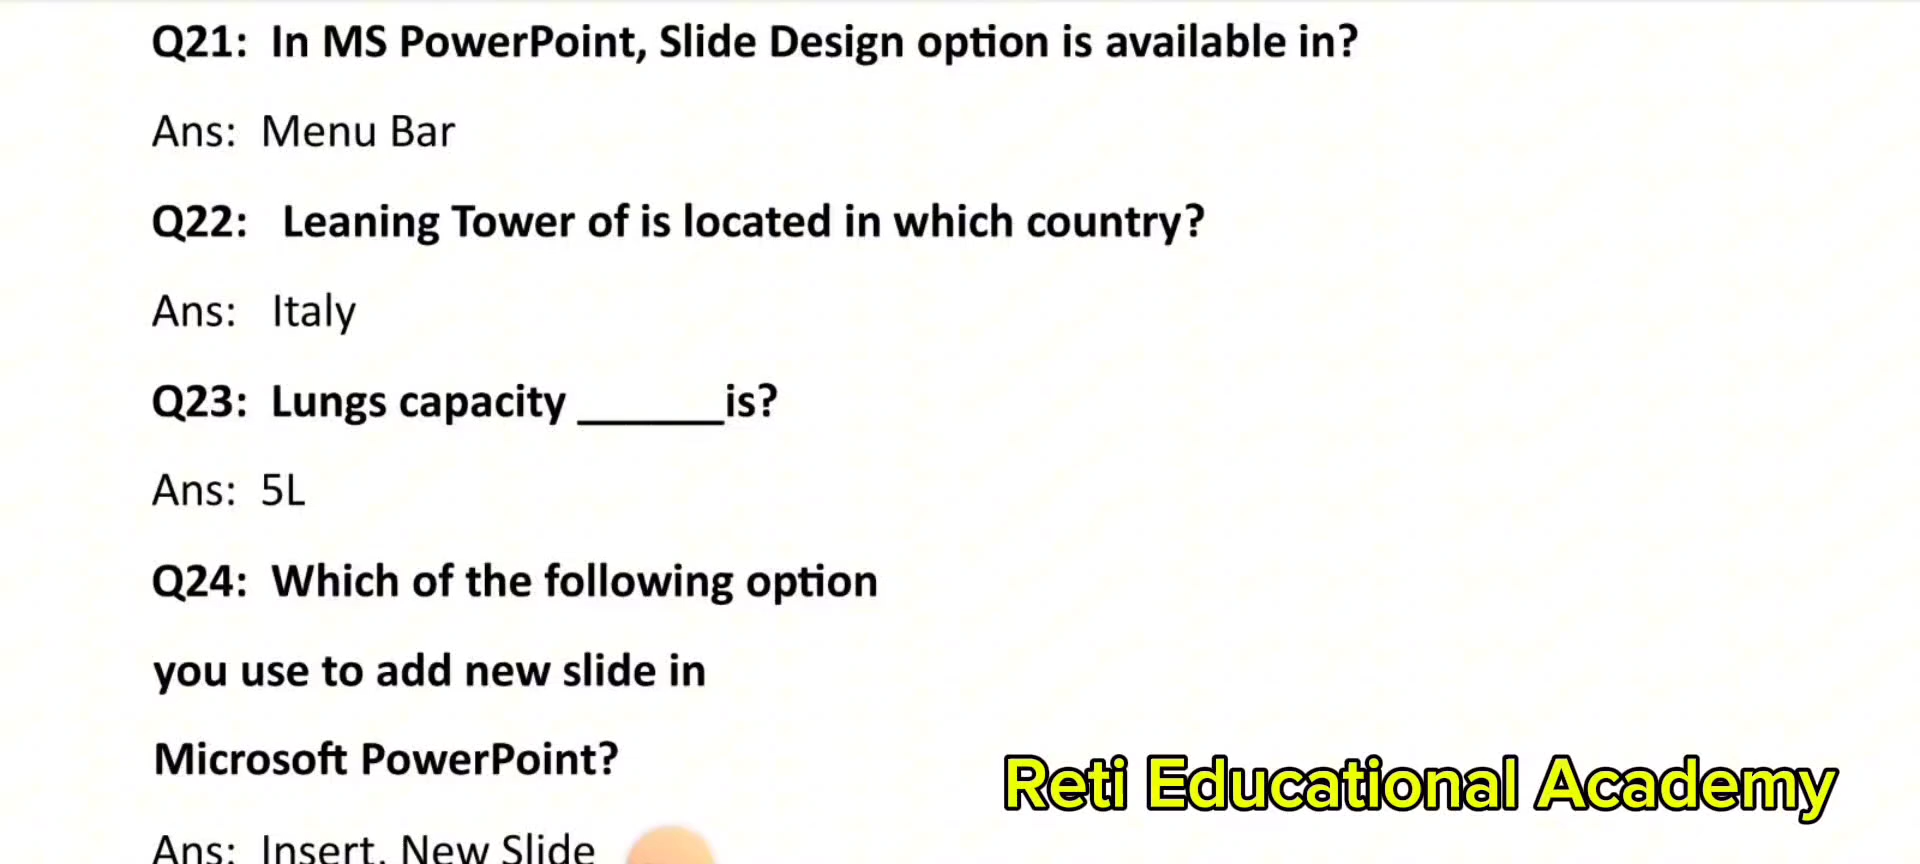 Q21: In MS PowerPoint, Slide Design option is available in?
Ans: Menu Bar
Q22: Leaning Tower of is located in which country?
Ans: Italy
Q23: Lungs capacity ______is?
Ans: 5L
Q24: Which of the following option
you use to add new slide in
Microsoft PowerPoint?
Ans: Insert, New Slide
Reti Educational Academy